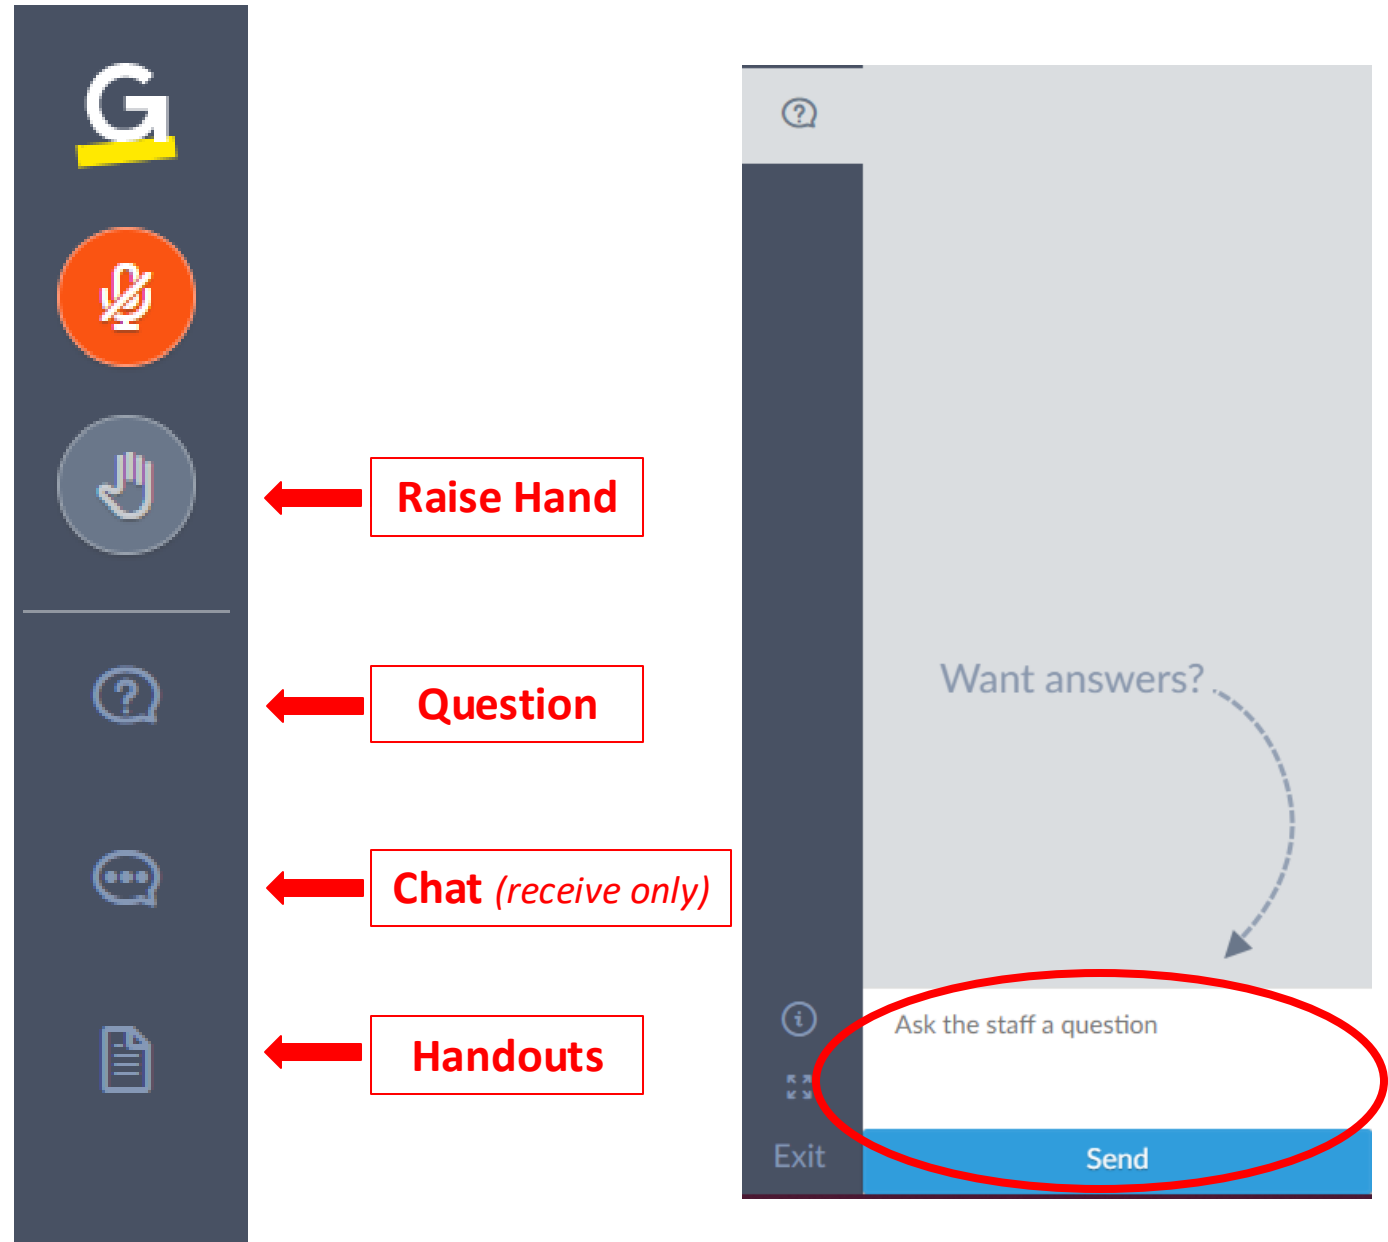 G
Raise Hand
Question
Chat (receive only)
Handouts
?
Want answers?
Ask the staff a question
Send
Exit